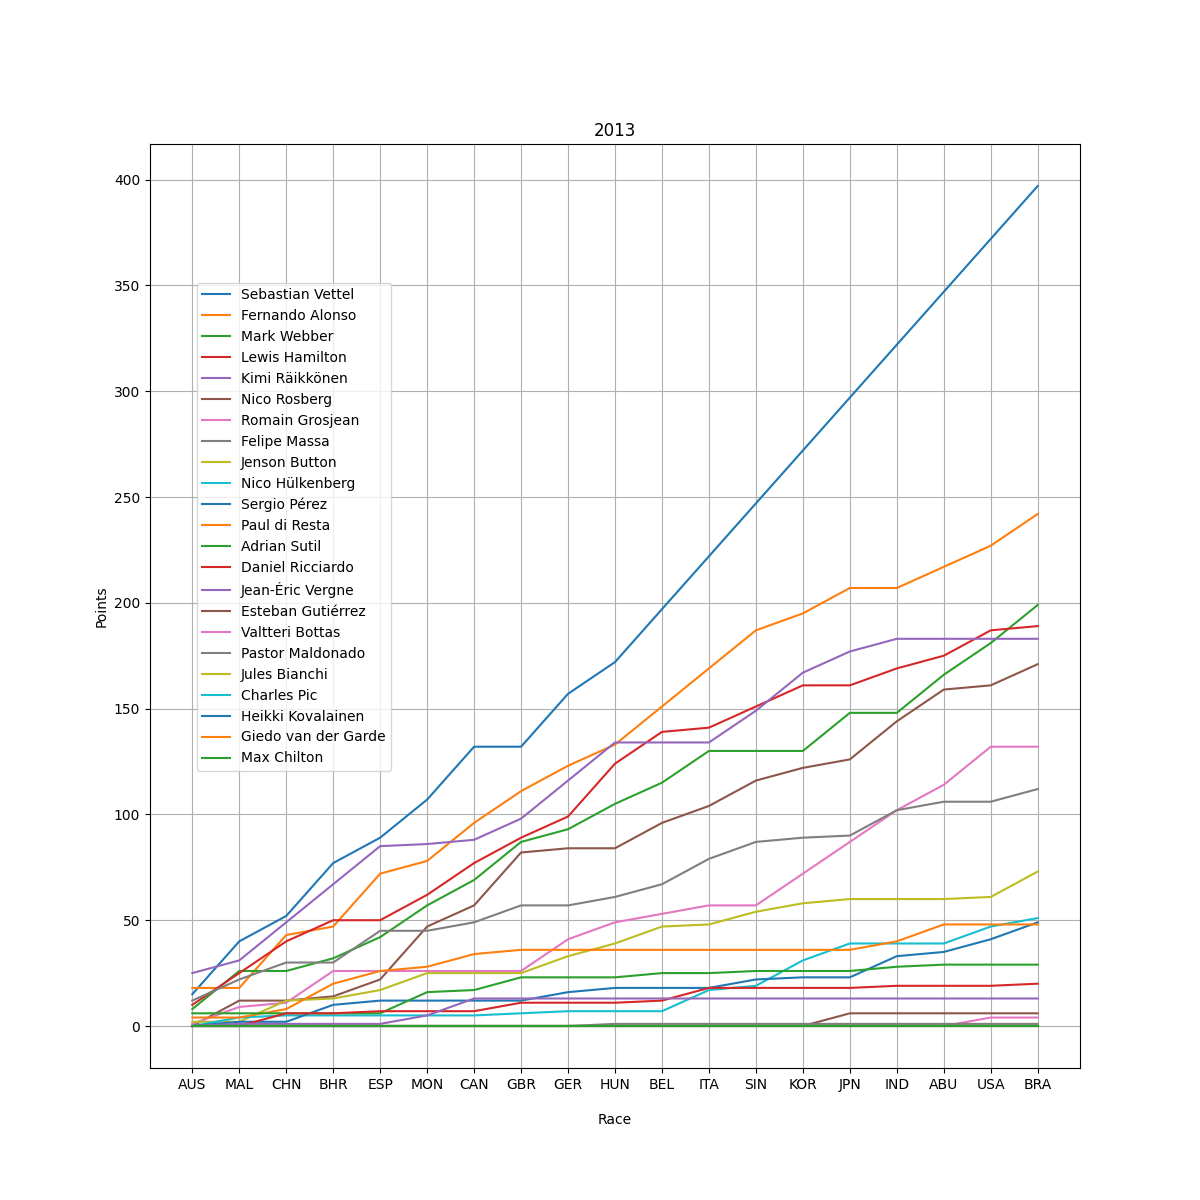 2013
400
350
300
250
200
150
100
50
0
Points
Sebastian Vettel
Fernando Alonso
Mark Webber
Lewis Hamilton
Kimi Räikkönen
Nico Rosberg
Romain Grosjean
Felipe Massa
Jenson Button
Nico Hülkenberg
Sergio Pérez
Paul di Resta
Adrian Sutil
Daniel Ricciardo
Jean-Éric Vergne
Esteban Gutiérrez
Valtteri Bottas
Pastor Maldonado
Jules Bianchi
Charles Pic
Heikki Kovalainen
Giedo van der Garde
Max Chilton
AUS MAL CHN BHR ESP MON CAN GBR GER HUN BEL ITA SIN KOR JPN IND ABU USA BRA
Race